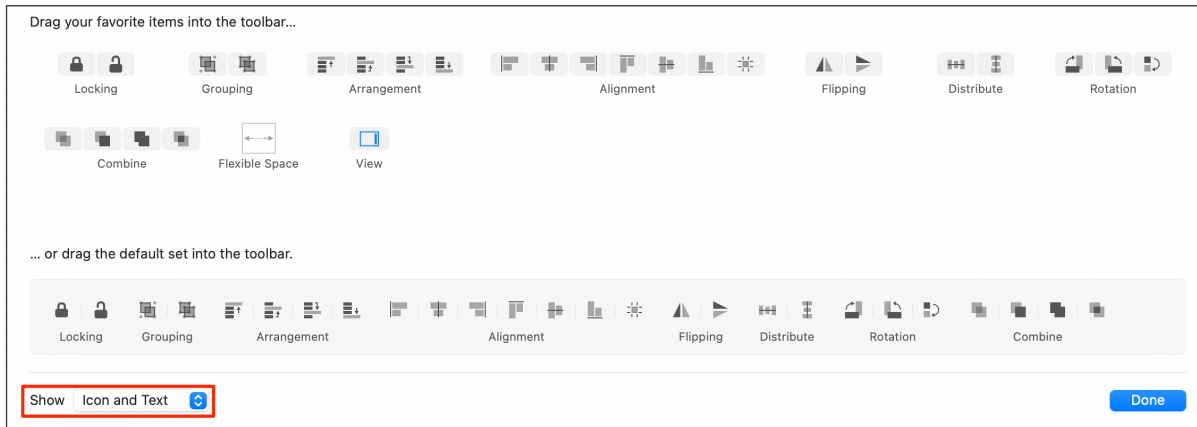 Drag your favorite items into the toolbar...
Locking Grouping Arrangement Alignment Flipping Distribute Rotation
Combine Flexible Space View
... or drag the default set into the toolbar.
Locking Grouping Arrangement Alignment Flipping Distribute Rotation Combine
Show Icon and Text Done